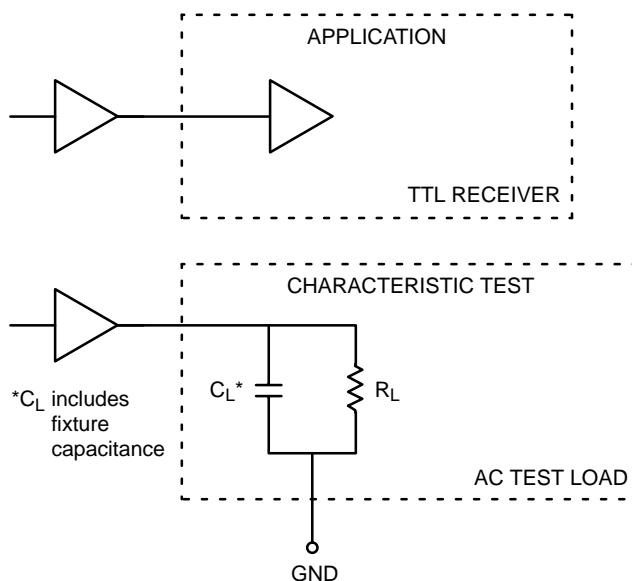 APPLICATION
TTL RECEIVER
CHARACTERISTIC TEST
*CL includes
fixture
capacitance
CL*
RL
AC TEST LOAD
GND